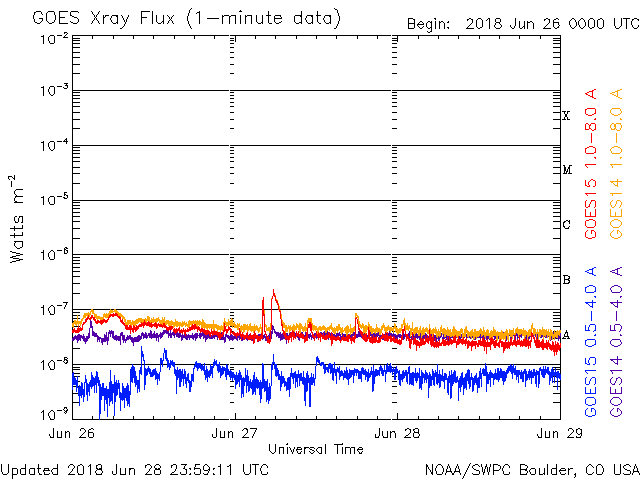 GOES Xray Flux (1-minute data)
Begin: 2018 Jun 26 0000 UTC
10⁻²
10⁻³
10⁻⁴
10⁻⁵
10⁻⁶
10⁻⁷
10⁻⁸
10⁻⁹
Watts m⁻²
X
M
C
B
A
GOES15 1.0-8.0 A
GOES14 1.0-8.0 A
GOES15 0.5-4.0 A
GOES14 0.5-4.0 A
Jun 26 Jun 27 Jun 28 Jun 29
Universal Time
Updated 2018 Jun 28 23:59:11 UTC
NOAA/SWPC Boulder, CO USA